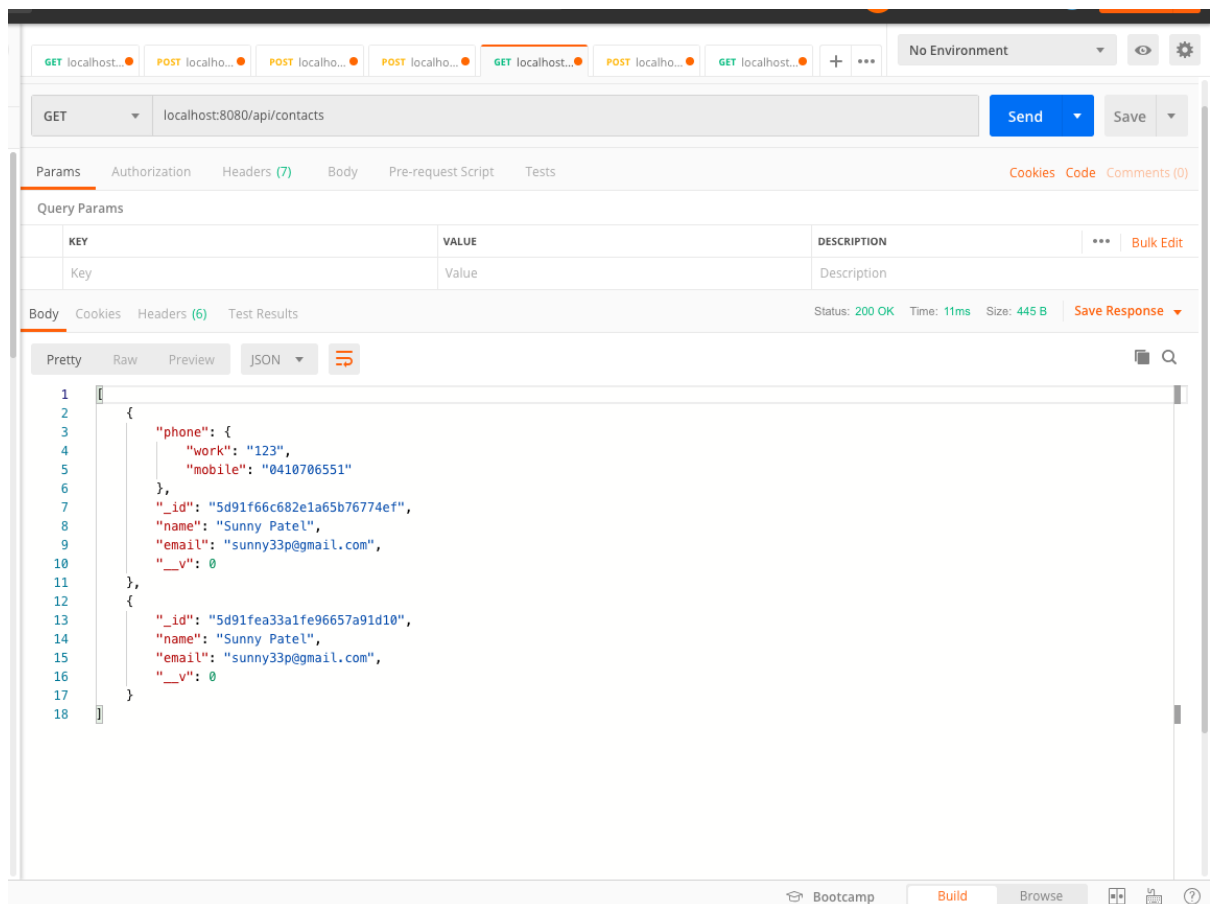 GET localhost... POST localho... POST localho... POST localho... GET localhost... POST localho... GET localhost... + ••• No Environment
GET localhost:8080/api/contacts Send Save
Params Authorization Headers (7) Body Pre-request Script Tests Cookies Code Comments (0)
Query Params
KEY VALUE DESCRIPTION ••• Bulk Edit
Key Value Description
Body Cookies Headers (6) Test Results Status: 200 OK Time: 11ms Size: 445 B Save Response
Pretty Raw Preview JSON
1 [
2 {
3 "phone": {
4 "work": "123",
5 "mobile": "0410706551"
6 },
7 "_id": "5d91f66c682e1a65b76774ef",
8 "name": "Sunny Patel",
9 "email": "sunny33p@gmail.com",
10 "__v": 0
11 },
12 {
13 "_id": "5d91fea33a1fe96657a91d10",
14 "name": "Sunny Patel",
15 "email": "sunny33p@gmail.com",
16 "__v": 0
17 }
18 ]
Bootcamp Build Browse ?